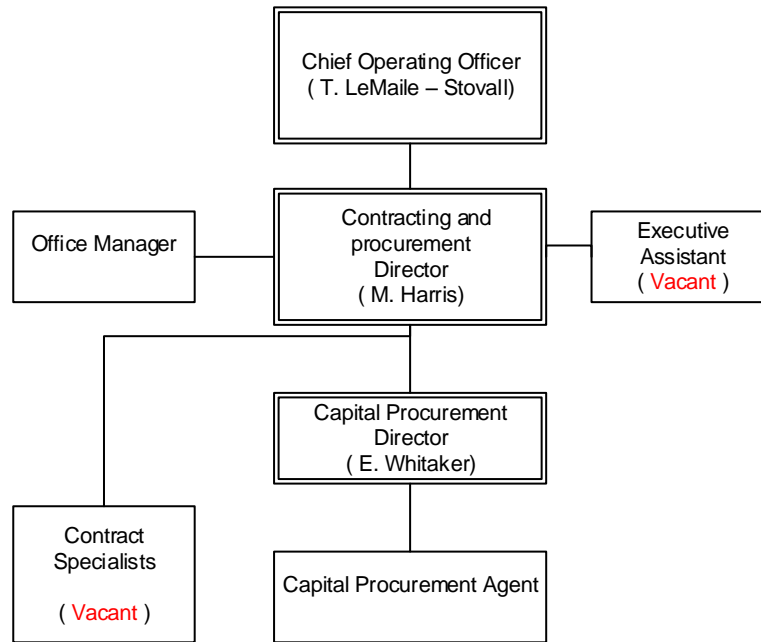 Chief Operating Officer
( T. LeMaile – Stovall)
Office Manager
Contracting and
procurement
Director
( M. Harris)
Executive
Assistant
( Vacant )
Capital Procurement
Director
( E. Whitaker)
Contract
Specialists
( Vacant )
Capital Procurement Agent